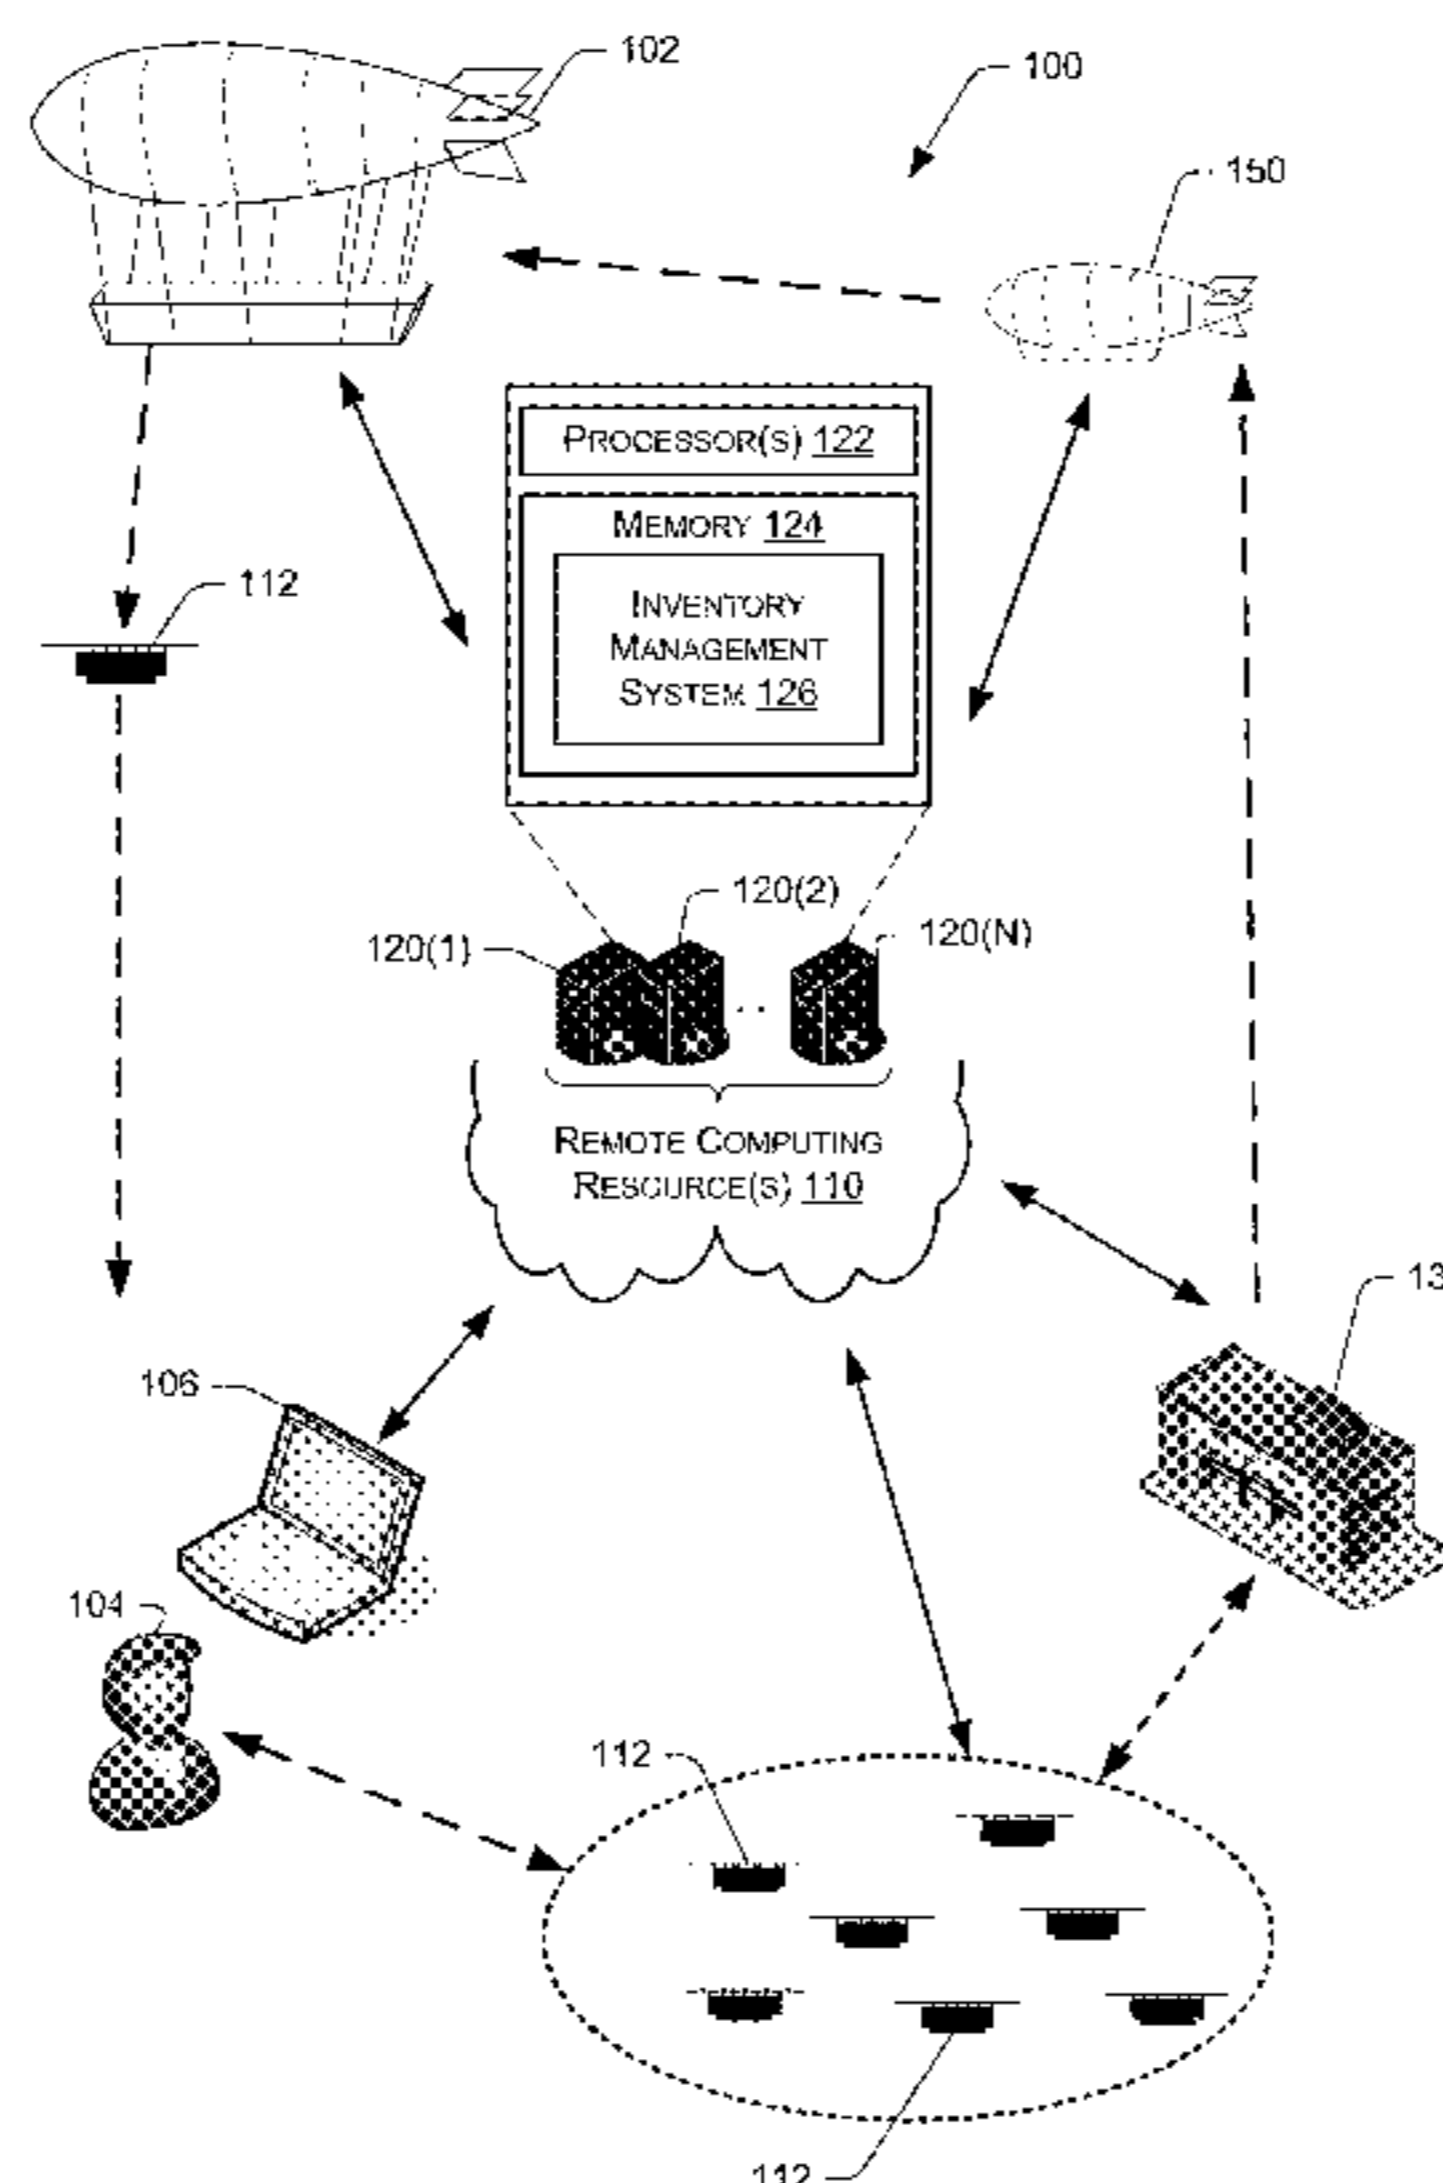 102
100
150
PROCESSOR(S) 122
MEMORY 124
112
INVENTORY
MANAGEMENT
SYSTEM 126
120(2)
120(1)
120(N)
REMOTE COMPUTING
RESOURCE(S) 110
13
106
104
112
112